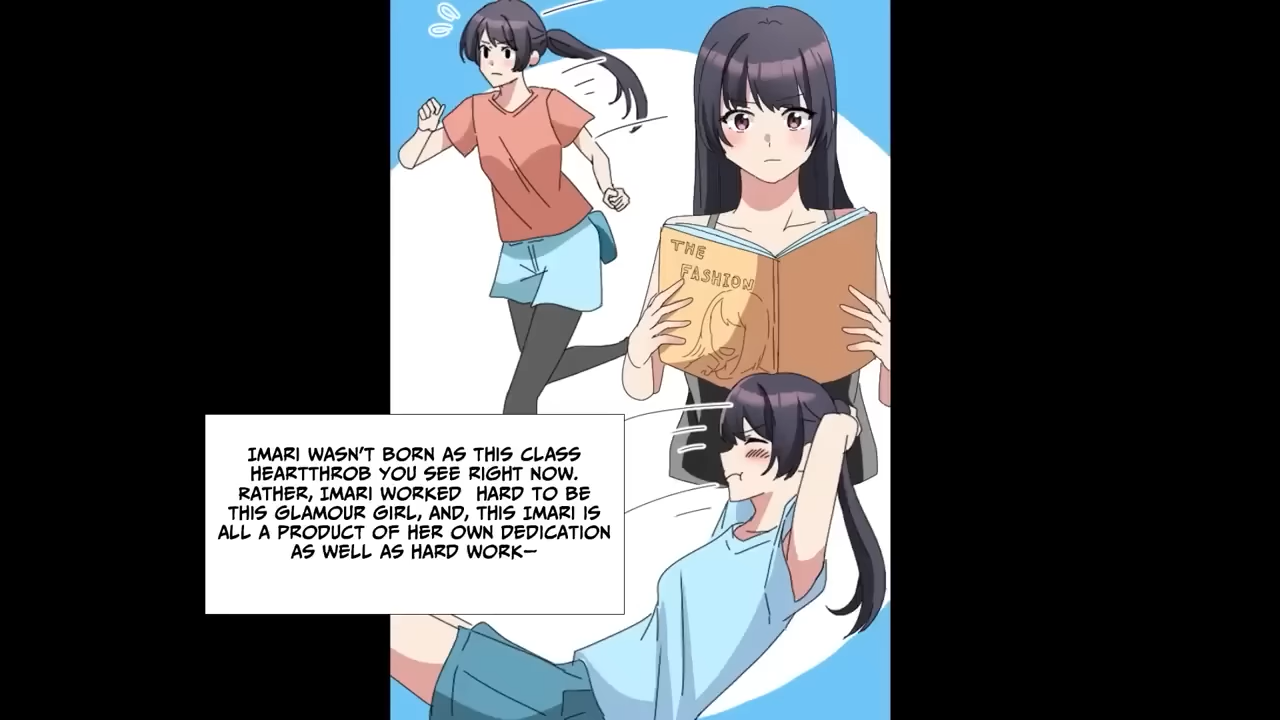 THE
FASHION
IMARI WASN'T BORN AS THIS CLASS
HEARTTHROB YOU SEE RIGHT NOW.
RATHER, IMARI WORKED HARD TO BE
THIS GLAMOUR GIRL, AND, THIS IMARI IS
ALL A PRODUCT OF HER OWN DEDICATION
AS WELL AS HARD WORK—